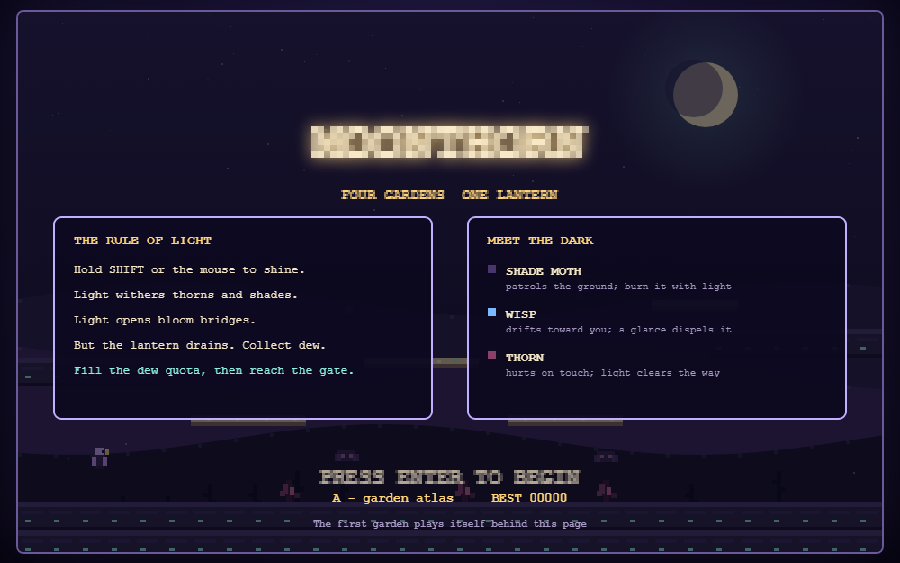 FOUR GARDENS ONE LANTERN
THE RULE OF LIGHT
Hold SHIFT or the mouse to shine.
Light withers thorns and shades.
Light opens bloom bridges.
But the lantern drains. Collect dew.
Fill the dew quota, then reach the gate.
MEET THE DARK
SHADE MOTH
patrols the ground; burn it with light
WISP
drifts toward you; a glance dispels it
THORN
hurts on touch; light clears the way
PRESS ENTER TO BEGIN
A - garden atlas BEST 00000
The first garden plays itself behind this page